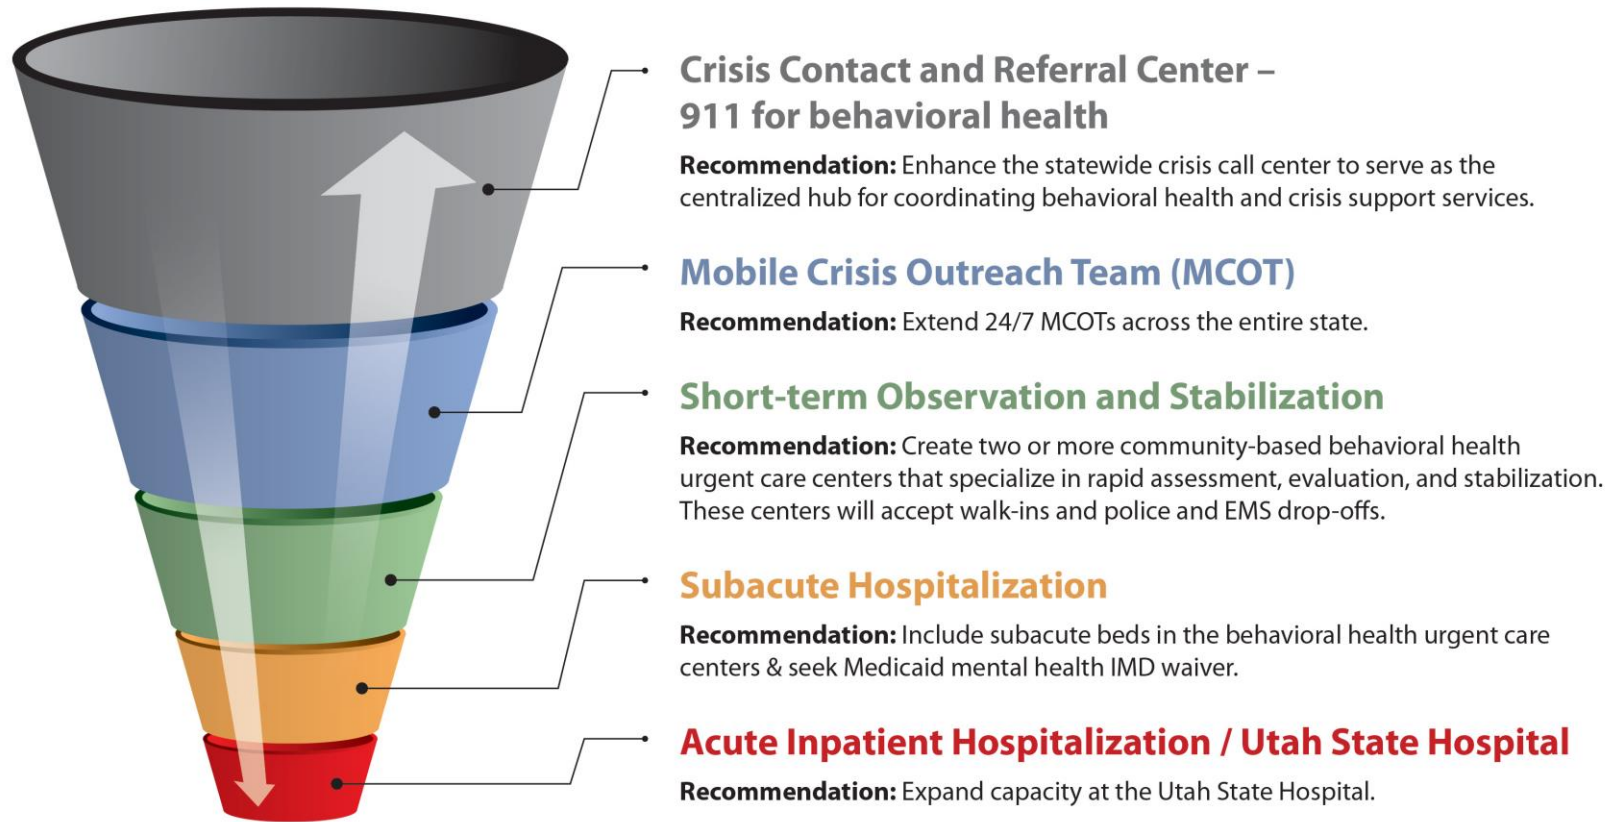 Crisis Contact and Referral Center –
911 for behavioral health
Recommendation: Enhance the statewide crisis call center to serve as the
centralized hub for coordinating behavioral health and crisis support services.
Mobile Crisis Outreach Team (MCOT)
Recommendation: Extend 24/7 MCOTs across the entire state.
Short-term Observation and Stabilization
Recommendation: Create two or more community-based behavioral health
urgent care centers that specialize in rapid assessment, evaluation, and stabilization.
These centers will accept walk-ins and police and EMS drop-offs.
Subacute Hospitalization
Recommendation: Include subacute beds in the behavioral health urgent care
centers & seek Medicaid mental health IMD waiver.
Acute Inpatient Hospitalization / Utah State Hospital
Recommendation: Expand capacity at the Utah State Hospital.